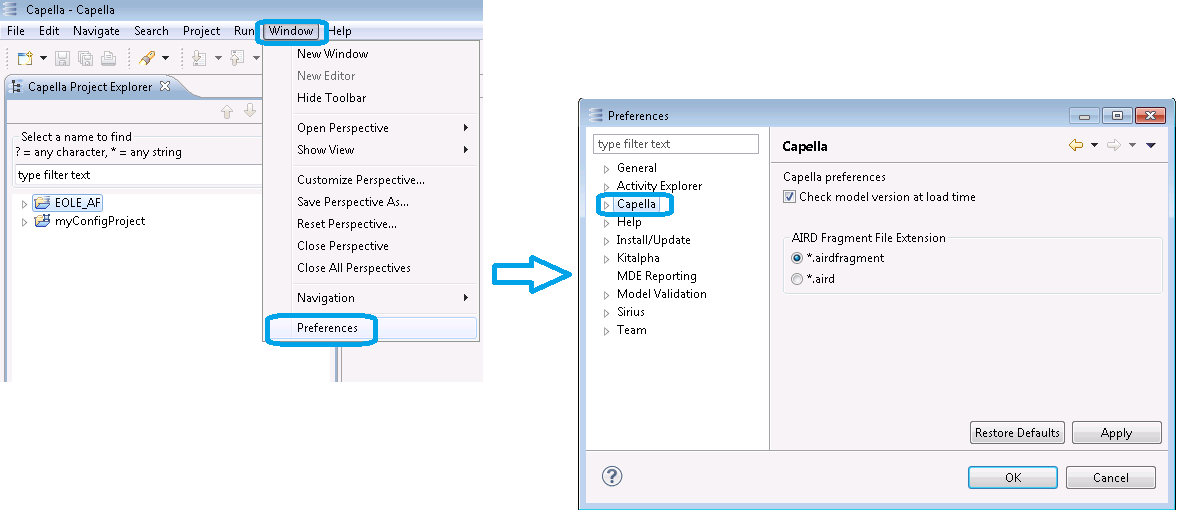 Capella - Capella
File Edit Navigate Search Project Run Window Help
Capella Project Explorer
Select a name to find
? = any character, * = any string
type filter text
EOLE_AF
myConfigProject
New Window
New Editor
Hide Toolbar
Open Perspective
Show View
Customize Perspective...
Save Perspective As...
Reset Perspective...
Close Perspective
Close All Perspectives
Navigation
Preferences
Preferences
type filter text
General
Activity Explorer
Capella
Help
Install/Update
Kitalpha
MDE Reporting
Model Validation
Sirius
Team
Capella
Capella preferences
Check model version at load time
AIRD Fragment File Extension
*.airdfragment
*.aird
Restore Defaults Apply
? OK Cancel